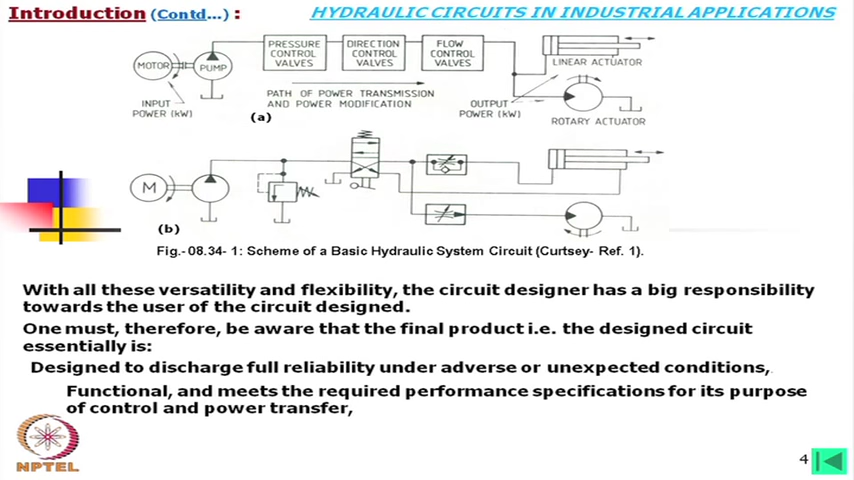 Introduction (Contd…) :
HYDRAULIC CIRCUITS IN INDUSTRIAL APPLICATIONS
MOTOR
PUMP
PRESSURE
CONTROL
VALVES
DIRECTION
CONTROL
VALVES
FLOW
CONTROL
VALVES
LINEAR ACTUATOR
INPUT
POWER (kW)
PATH OF POWER TRANSMISSION
AND POWER MODIFICATION
OUTPUT
POWER (kW)
ROTARY ACTUATOR
(a)
M
(b)
Fig.- 08.34- 1: Scheme of a Basic Hydraulic System Circuit (Curtsey- Ref. 1).
With all these versatility and flexibility, the circuit designer has a big responsibility
towards the user of the circuit designed.
One must, therefore, be aware that the final product i.e. the designed circuit
essentially is:
Designed to discharge full reliability under adverse or unexpected conditions,
Functional, and meets the required performance specifications for its purpose
of control and power transfer,
NPTEL
4